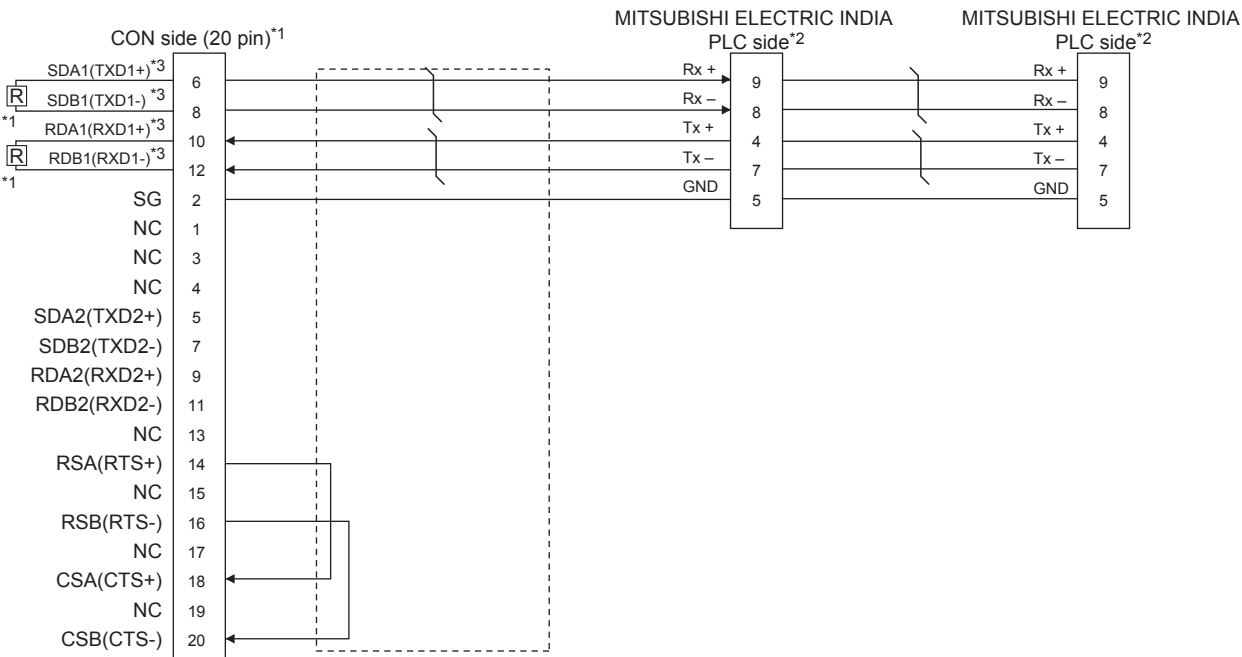 MITSUBISHI ELECTRIC INDIA MITSUBISHI ELECTRIC INDIA
CON side (20 pin)*1 PLC side*2 PLC side*2
SDA1(TXD1+)*3 6 Rx + 9 Rx + 9
R SDB1(TXD1-) *3 8 Rx – 8 Rx – 8
*1 RDA1(RXD1+)*3 10 Tx + 4 Tx + 4
R RDB1(RXD1-)*3 12 Tx – 7 Tx – 7
*1
SG 2 GND 5 GND 5
NC 1
NC 3
NC 4
SDA2(TXD2+) 5
SDB2(TXD2-) 7
RDA2(RXD2+) 9
RDB2(RXD2-) 11
NC 13
RSA(RTS+) 14
NC 15
RSB(RTS-) 16
NC 17
CSA(CTS+) 18
NC 19
CSB(CTS-) 20